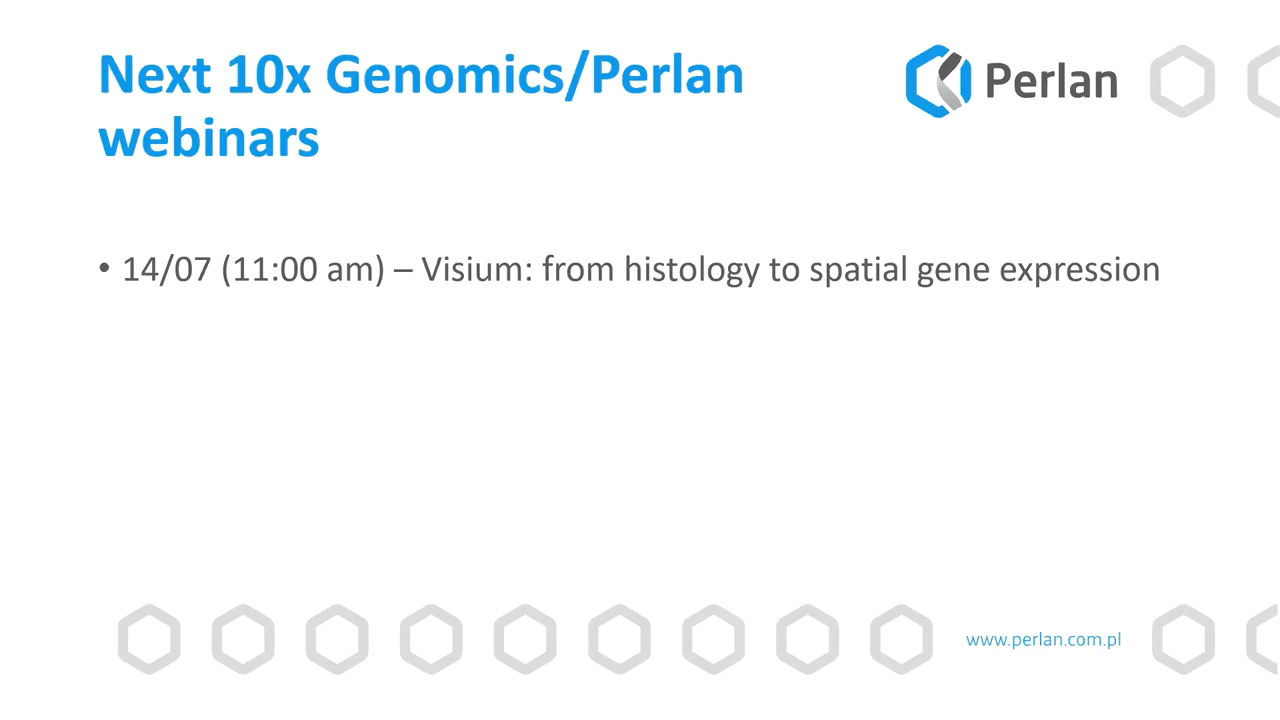 Next 10x Genomics/Perlan
webinars
Perlan
• 14/07 (11:00 am) – Visium: from histology to spatial gene expression
www.perlan.com.pl